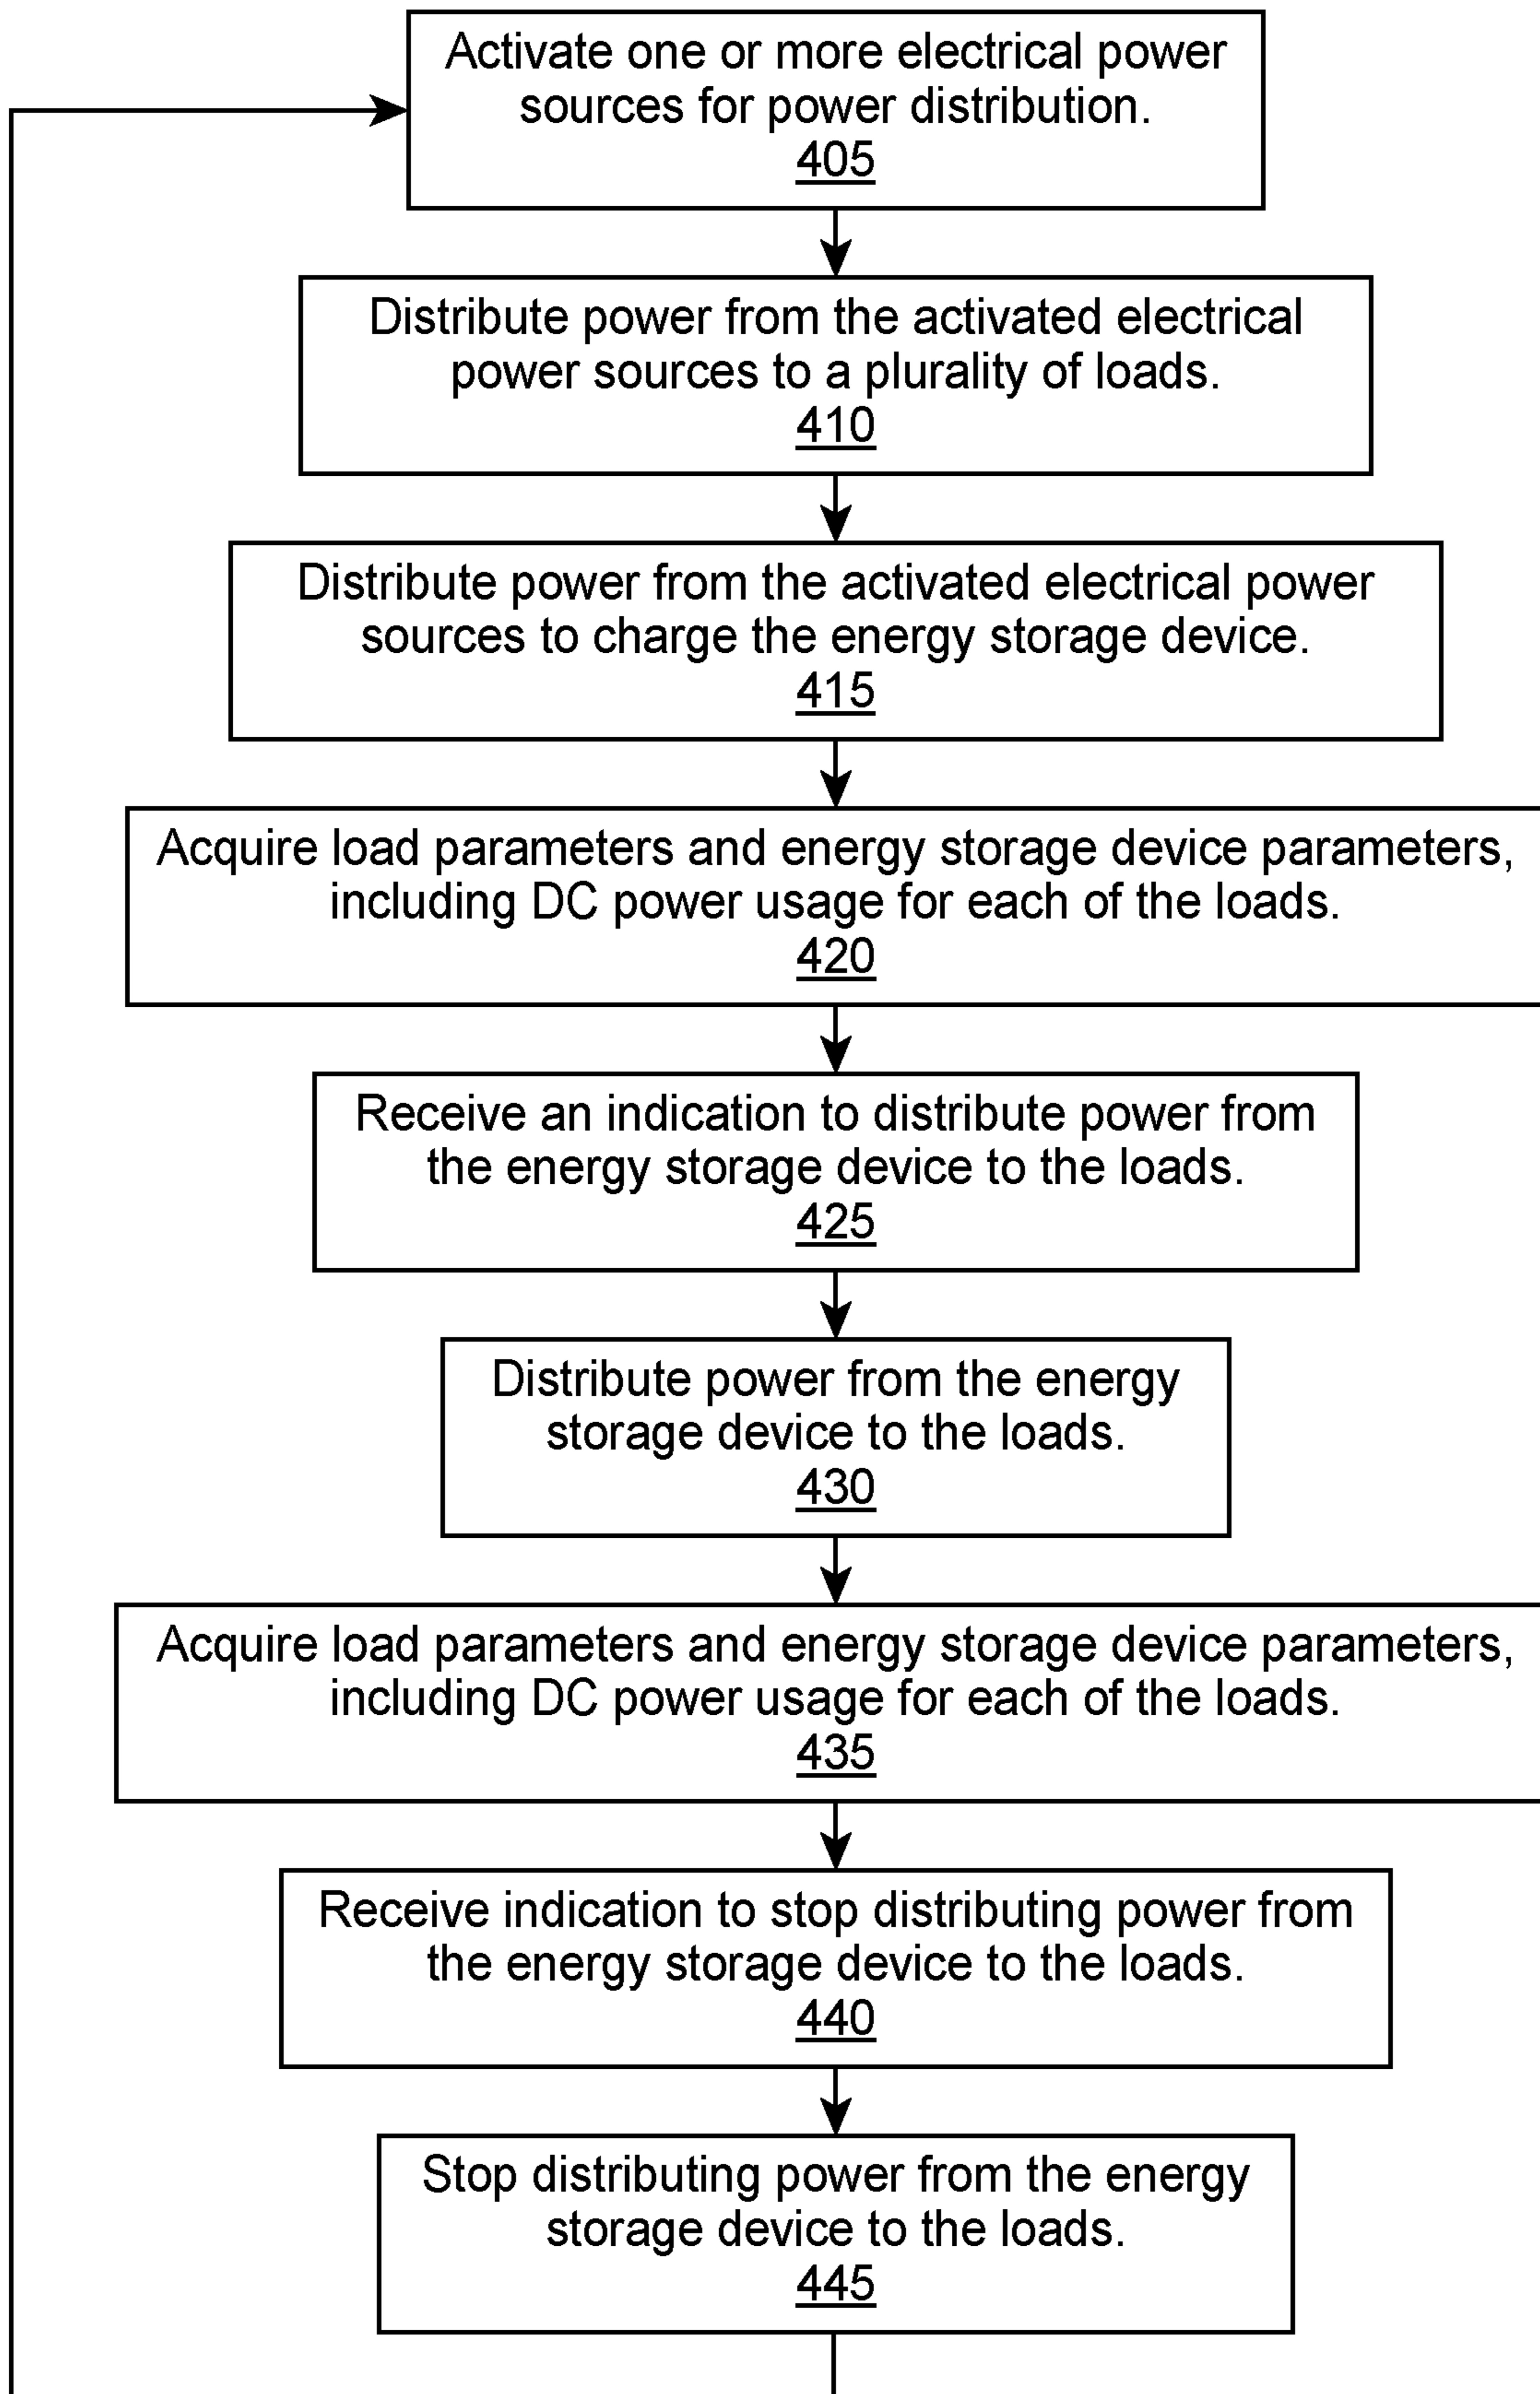 Activate one or more electrical power
sources for power distribution.
405
Distribute power from the activated electrical
power sources to a plurality of loads.
410
Distribute power from the activated electrical power
sources to charge the energy storage device.
415
Acquire load parameters and energy storage device parameters,
including DC power usage for each of the loads.
420
Receive an indication to distribute power from
the energy storage device to the loads.
425
Distribute power from the energy
storage device to the loads.
430
Acquire load parameters and energy storage device parameters,
including DC power usage for each of the loads.
435
Receive indication to stop distributing power from
the energy storage device to the loads.
440
Stop distributing power from the energy
storage device to the loads.
445